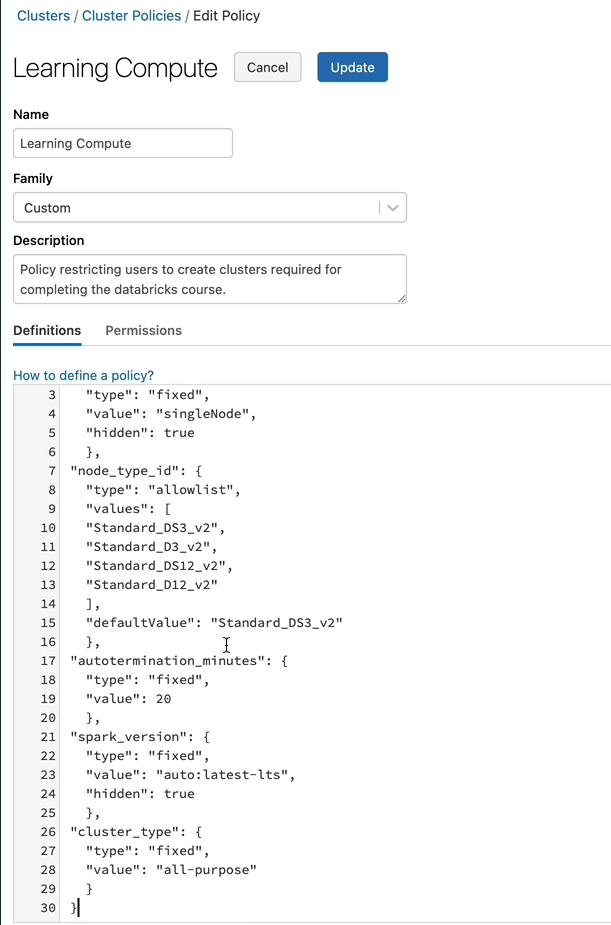 Clusters / Cluster Policies / Edit Policy
Learning Compute Cancel Update
Name
Learning Compute
Family
Custom
Description
Policy restricting users to create clusters required for
completing the databricks course.
Definitions Permissions
How to define a policy?
3 "type": "fixed",
4 "value": "singleNode",
5 "hidden": true
6 },
7 "node_type_id": {
8 "type": "allowlist",
9 "values": [
10 "Standard_DS3_v2",
11 "Standard_D3_v2",
12 "Standard_DS12_v2",
13 "Standard_D12_v2"
14 ],
15 "defaultValue": "Standard_DS3_v2"
16 },
17 "autotermination_minutes": {
18 "type": "fixed",
19 "value": 20
20 },
21 "spark_version": {
22 "type": "fixed",
23 "value": "auto:latest-lts",
24 "hidden": true
25 },
26 "cluster_type": {
27 "type": "fixed",
28 "value": "all-purpose"
29 }
30 }